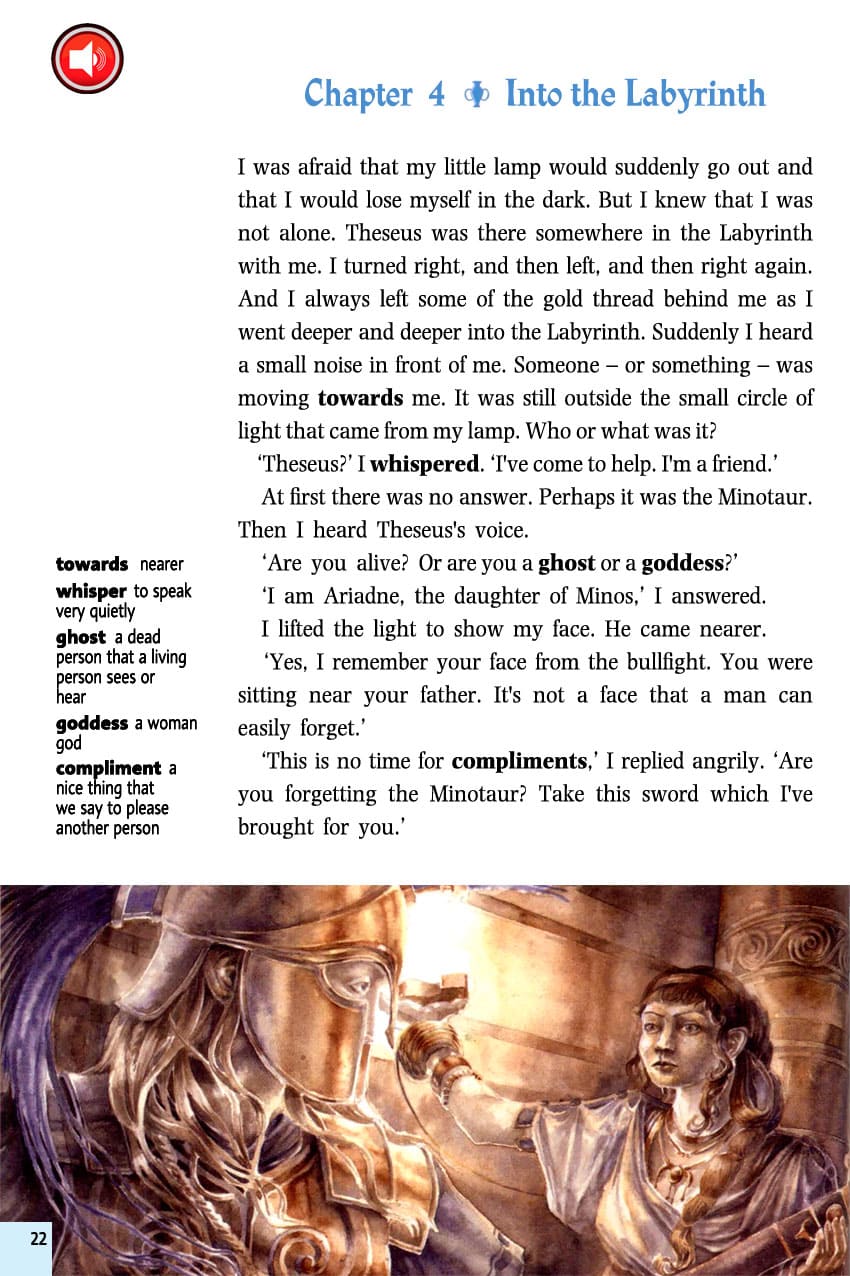 Chapter 4 Into the Labyrinth
I was afraid that my little lamp would suddenly go out and
that I would lose myself in the dark. But I knew that I was
not alone. Theseus was there somewhere in the Labyrinth
with me. I turned right, and then left, and then right again.
And I always left some of the gold thread behind me as I
went deeper and deeper into the Labyrinth. Suddenly I heard
a small noise in front of me. Someone – or something – was
moving towards me. It was still outside the small circle of
light that came from my lamp. Who or what was it?
‘Theseus?’ I whispered. ‘I've come to help. I'm a friend.’
At first there was no answer. Perhaps it was the Minotaur.
Then I heard Theseus's voice.
‘Are you alive? Or are you a ghost or a goddess?’
‘I am Ariadne, the daughter of Minos,’ I answered.
I lifted the light to show my face. He came nearer.
‘Yes, I remember your face from the bullfight. You were
sitting near your father. It's not a face that a man can
easily forget.’
‘This is no time for compliments,’ I replied angrily. ‘Are
you forgetting the Minotaur? Take this sword which I've
brought for you.’
towards nearer
whisper to speak
very quietly
ghost a dead
person that a living
person sees or
hear
goddess a woman
god
compliment a
nice thing that
we say to please
another person
22